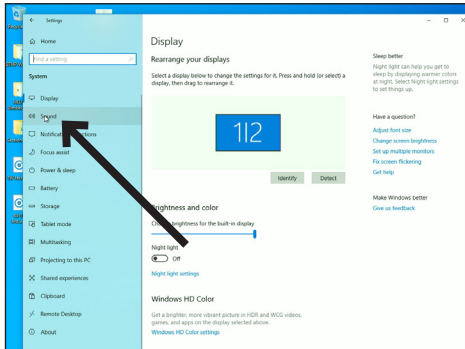 Settings
Home
Find a setting
System
Display
Sound
Notifications
Focus assist
Power & sleep
Battery
Storage
Tablet mode
Multitasking
Projecting to this PC
Shared experiences
Clipboard
Remote Desktop
About
Display
Rearrange your displays
Select a display below to change the settings for it. Press and hold (or select) a
display, then drag to rearrange it.
1|2
Identify
Detect
Brightness and color
brightness for the built-in display
Night light
Off
Night light settings
Windows HD Color
Get a brighter, more vibrant picture in HDR and WCG videos,
games, and apps on the display selected above.
Windows HD Color settings
Sleep better
Night light can help you get to
sleep by displaying warmer colors
at night. Select Night light settings
to set things up.
Have a question?
Adjust font size
Change screen brightness
Set up multiple monitors
Fix screen flickering
Get help
Make Windows better
Give us feedback